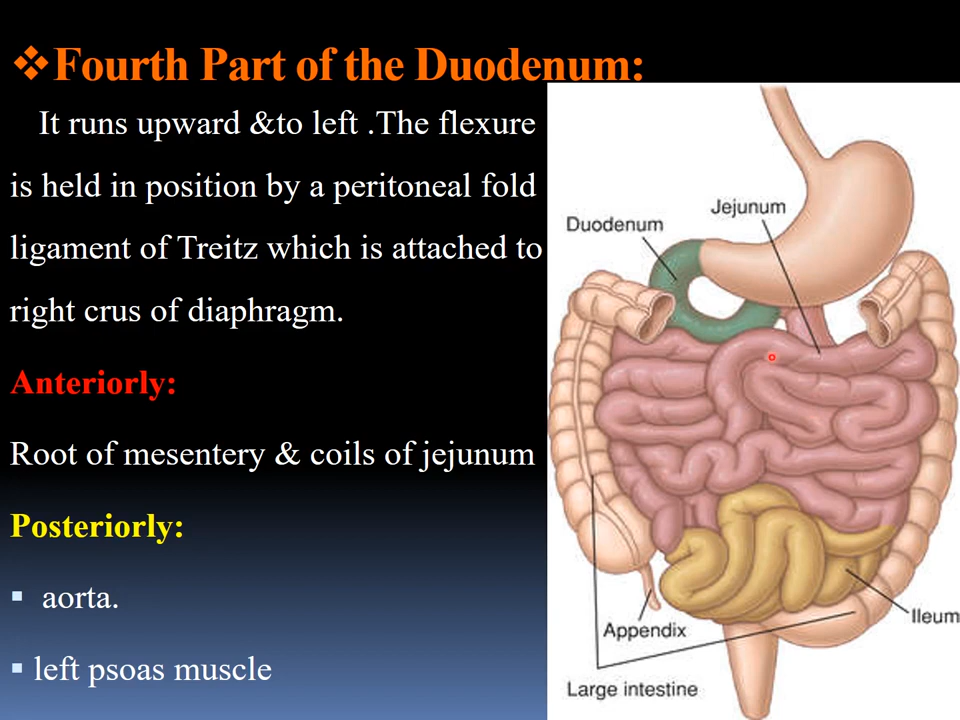 ❖Fourth Part of the Duodenum:
It runs upward &to left .The flexure
is held in position by a peritoneal fold
ligament of Treitz which is attached to
right crus of diaphragm.
Anteriorly:
Root of mesentery & coils of jejunum
Posteriorly:
▪ aorta.
▪ left psoas muscle
Jejunum
Duodenum
Ileum
Appendix
Large intestine